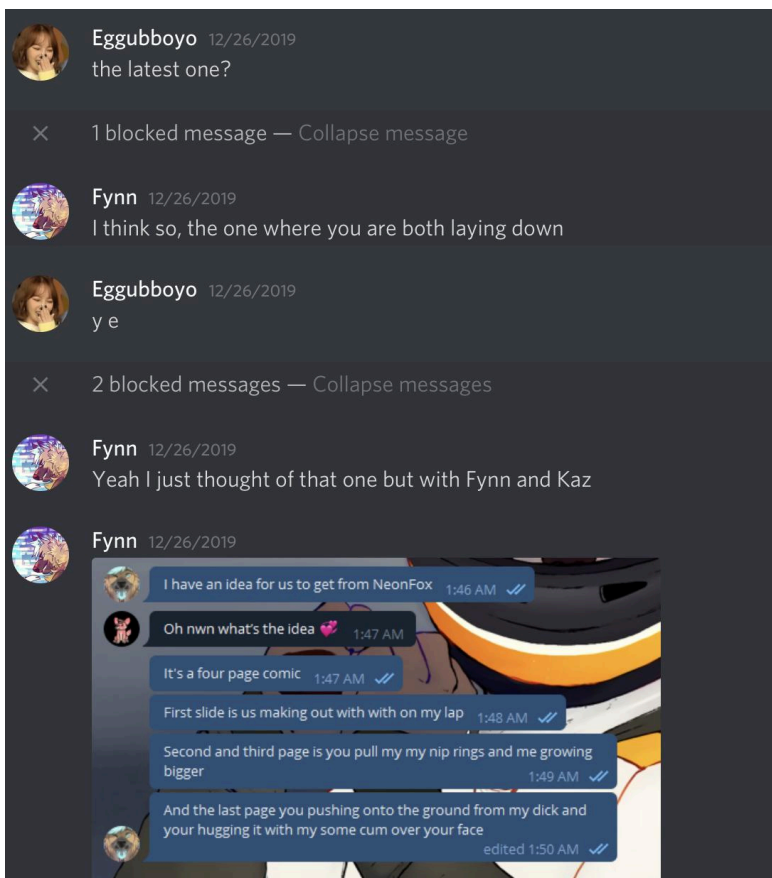 Eggubboyo 12/26/2019
the latest one?
1 blocked message — Collapse message
Fynn 12/26/2019
I think so, the one where you are both laying down
Eggubboyo 12/26/2019
y e
2 blocked messages — Collapse messages
Fynn 12/26/2019
Yeah I just thought of that one but with Fynn and Kaz
Fynn 12/26/2019
I have an idea for us to get from NeonFox 1:46 AM
Oh nwn what's the idea 💞 1:47 AM
It's a four page comic 1:47 AM
First slide is us making out with with on my lap 1:48 AM
Second and third page is you pull my my nip rings and me growing
bigger 1:49 AM
And the last page you pushing onto the ground from my dick and
your hugging it with my some cum over your face
edited 1:50 AM